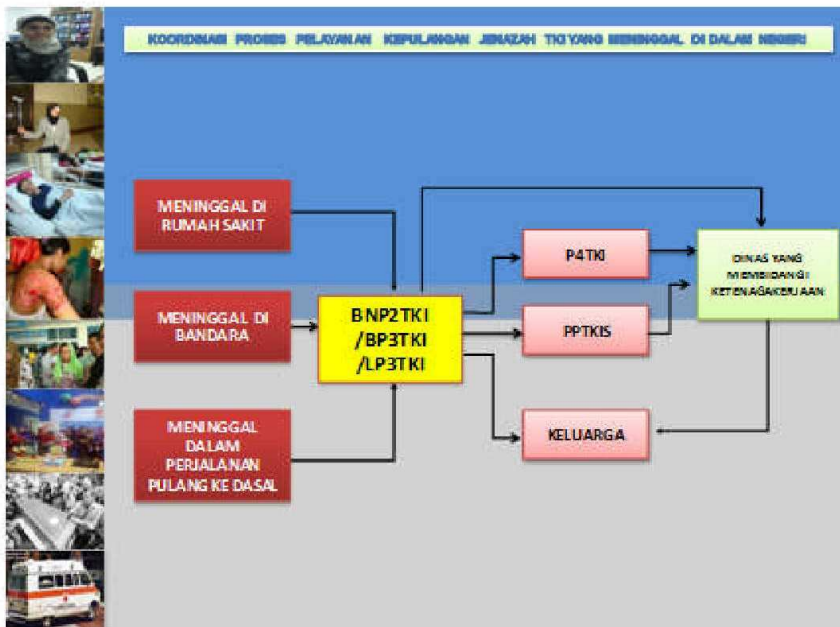 KOORDINASI PROSES PELAYANAN KEPULANGAN JENAZAH TKI YANG MENINGGAL DI DALAM NEGERI
MENINGGAL DI
RUMAH SAKIT
MENINGGAL DI
BANDARA
MENINGGAL
DALAM
PERJALANAN
PULANG KE DASAL
BNP2TKI
/BP3TKI
/LP3TKI
P4TKI
PPTKIS
KELUARGA
DINAS YANG
MEMBIDANGI
KETENAGAKERJAAN